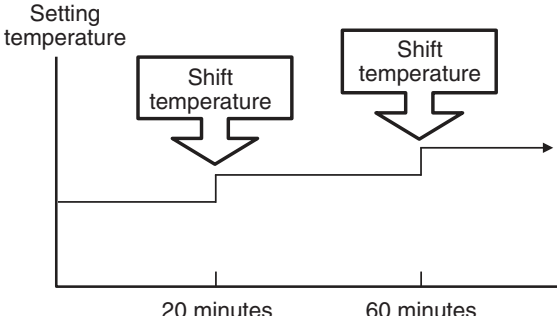 Setting
temperature
Shift
temperature
Shift
temperature
20 minutes
60 minutes